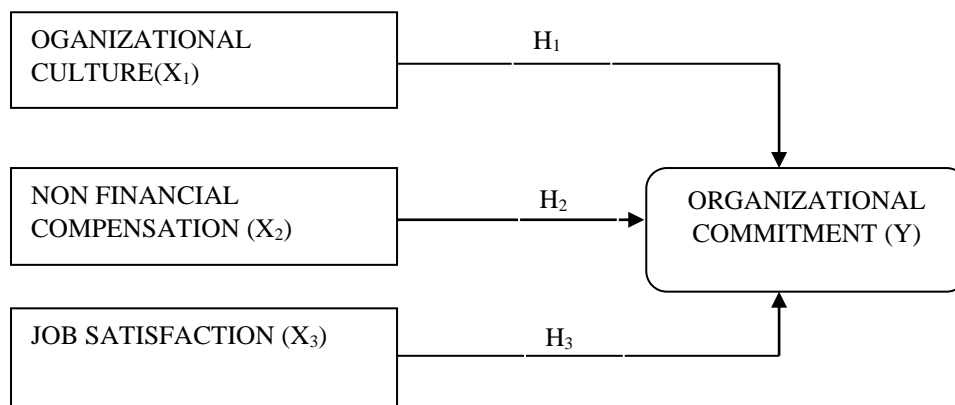 OGANIZATIONAL
CULTURE(X₁)
H₁
NON FINANCIAL
COMPENSATION (X₂)
H₂
ORGANIZATIONAL
COMMITMENT (Y)
JOB SATISFACTION (X₃)
H₃